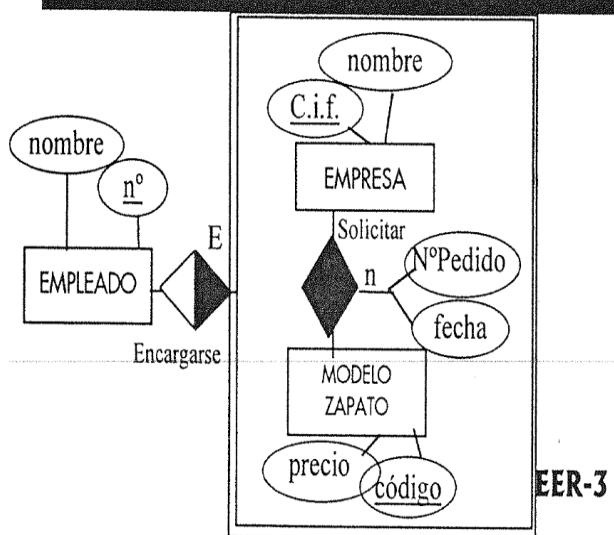 nombre
C.i.f.
nombre
nº
EMPRESA
E
Solicitar
EMPLEADO
n
NºPedido
fecha
Encargarse
MODELO
ZAPATO
precio
código
EER-3